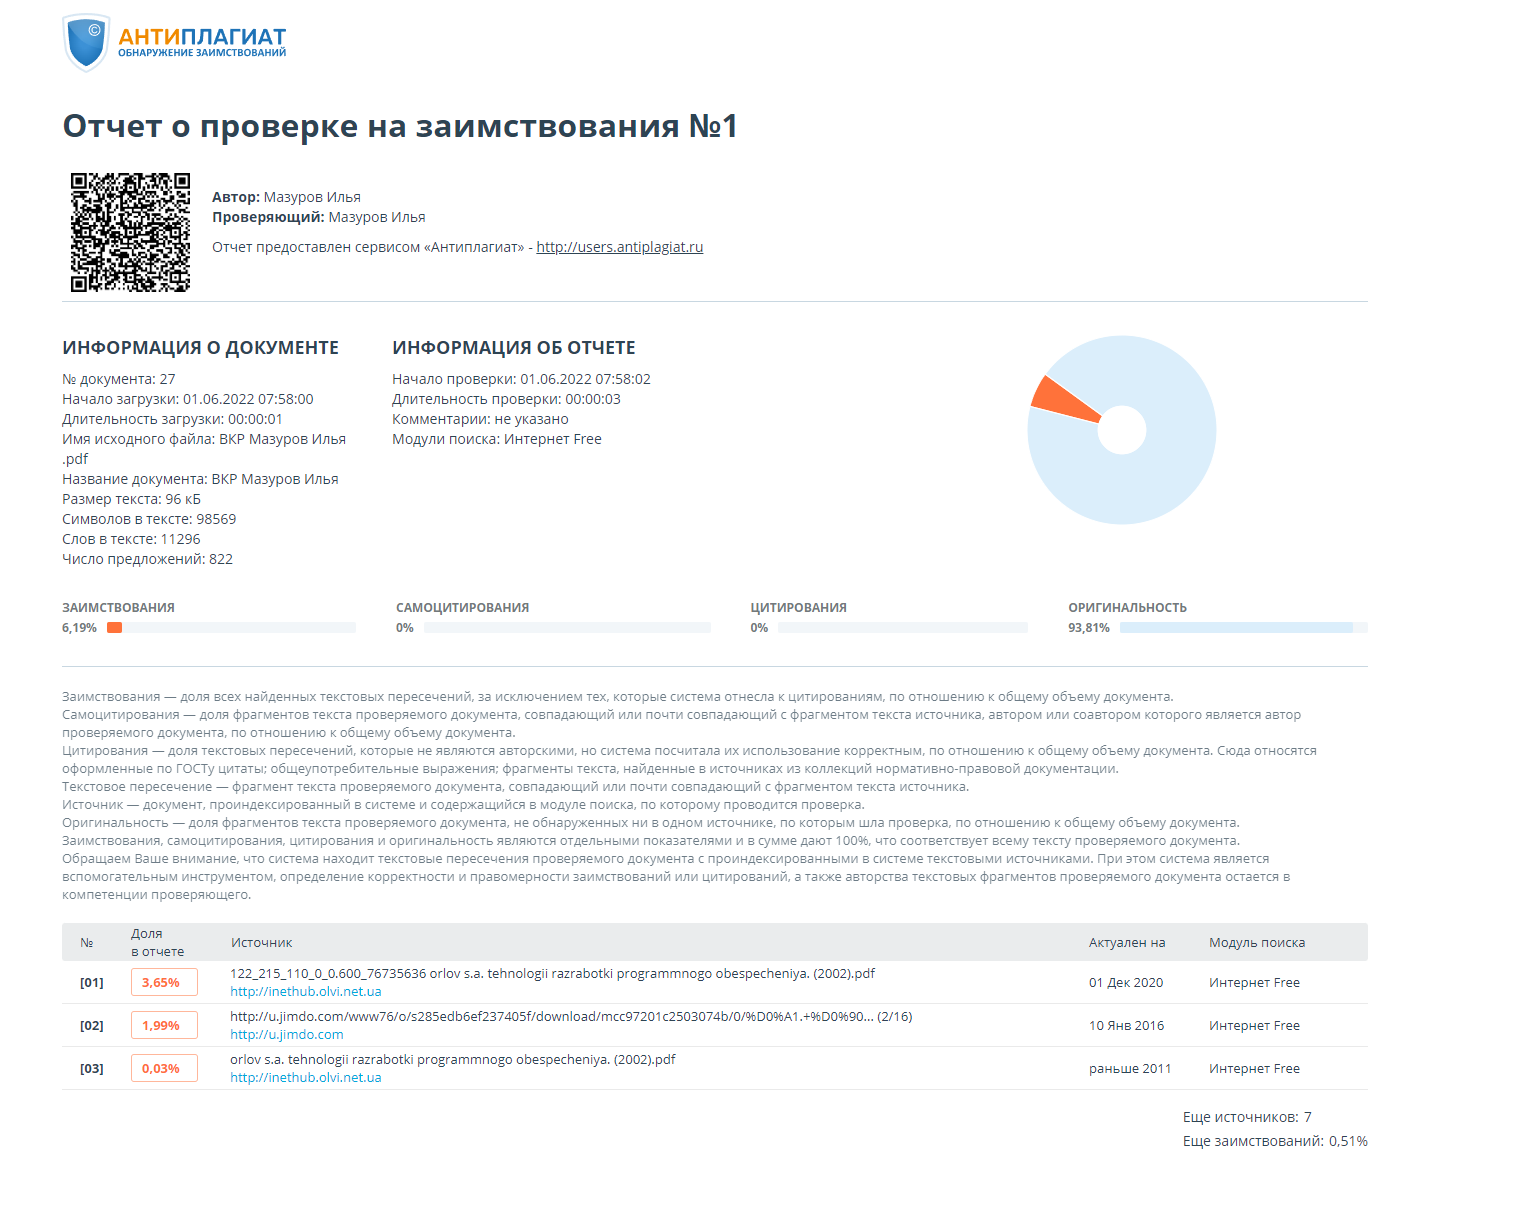 ©
АНТИПЛАГИАТ
ОБНАРУЖЕНИЕ ЗАИМСТВОВАНИЙ
Отчет о проверке на заимствования №1
Автор: Мазуров Илья
Проверяющий: Мазуров Илья
Отчет предоставлен сервисом «Антиплагиат» - http://users.antiplagiat.ru
ИНФОРМАЦИЯ О ДОКУМЕНТЕ
№ документа: 27
Начало загрузки: 01.06.2022 07:58:00
Длительность загрузки: 00:00:01
Имя исходного файла: ВКР Мазуров Илья
.pdf
Название документа: ВКР Мазуров Илья
Размер текста: 96 кБ
Символов в тексте: 98569
Слов в тексте: 11296
Число предложений: 822
ИНФОРМАЦИЯ ОБ ОТЧЕТЕ
Начало проверки: 01.06.2022 07:58:02
Длительность проверки: 00:00:03
Комментарии: не указано
Модули поиска: Интернет Free
ЗАИМСТВОВАНИЯ
6,19%
САМОЦИТИРОВАНИЯ
0%
ЦИТИРОВАНИЯ
0%
ОРИГИНАЛЬНОСТЬ
93,81%
Заимствования — доля всех найденных текстовых пересечений, за исключением тех, которые система отнесла к цитированиям, по отношению к общему объему документа.
Самоцитирования — доля фрагментов текста проверяемого документа, совпадающий или почти совпадающий с фрагментом текста источника, автором или соавтором которого является автор
проверяемого документа, по отношению к общему объему документа.
Цитирования — доля текстовых пересечений, которые не являются авторскими, но система посчитала их использование корректным, по отношению к общему объему документа. Сюда относятся
оформленные по ГОСТу цитаты; общеупотребительные выражения; фрагменты текста, найденные в источниках из коллекций нормативно-правовой документации.
Текстовое пересечение — фрагмент текста проверяемого документа, совпадающий или почти совпадающий с фрагментом текста источника.
Источник — документ, проиндексированный в системе и содержащийся в модуле поиска, по которому проводится проверка.
Оригинальность — доля фрагментов текста проверяемого документа, не обнаруженных ни в одном источнике, по которым шла проверка, по отношению к общему объему документа.
Заимствования, самоцитирования, цитирования и оригинальность являются отдельными показателями и в сумме дают 100%, что соответствует всему тексту проверяемого документа.
Обращаем Ваше внимание, что система находит текстовые пересечения проверяемого документа с проиндексированными в системе текстовыми источниками. При этом система является
вспомогательным инструментом, определение корректности и правомерности заимствований или цитирований, а также авторства текстовых фрагментов проверяемого документа остается в
компетенции проверяющего.
№ Доля в отчете Источник Актуален на Модуль поиска
[01] 3,65% 122_215_110_0_0.600_76735636 orlov s.a. tehnologii razrabotki programmnogo obespecheniya. (2002).pdf 01 Дек 2020 Интернет Free
http://inethub.olvi.net.ua
[02] 1,99% http://u.jimdo.com/www76/o/s285edb6ef237405f/download/mcc97201c2503074b/0/%D0%A1.+%D0%90... (2/16) 10 Янв 2016 Интернет Free
http://u.jimdo.com
[03] 0,03% orlov s.a. tehnologii razrabotki programmnogo obespecheniya. (2002).pdf раньше 2011 Интернет Free
http://inethub.olvi.net.ua
Еще источников: 7
Еще заимствований: 0,51%